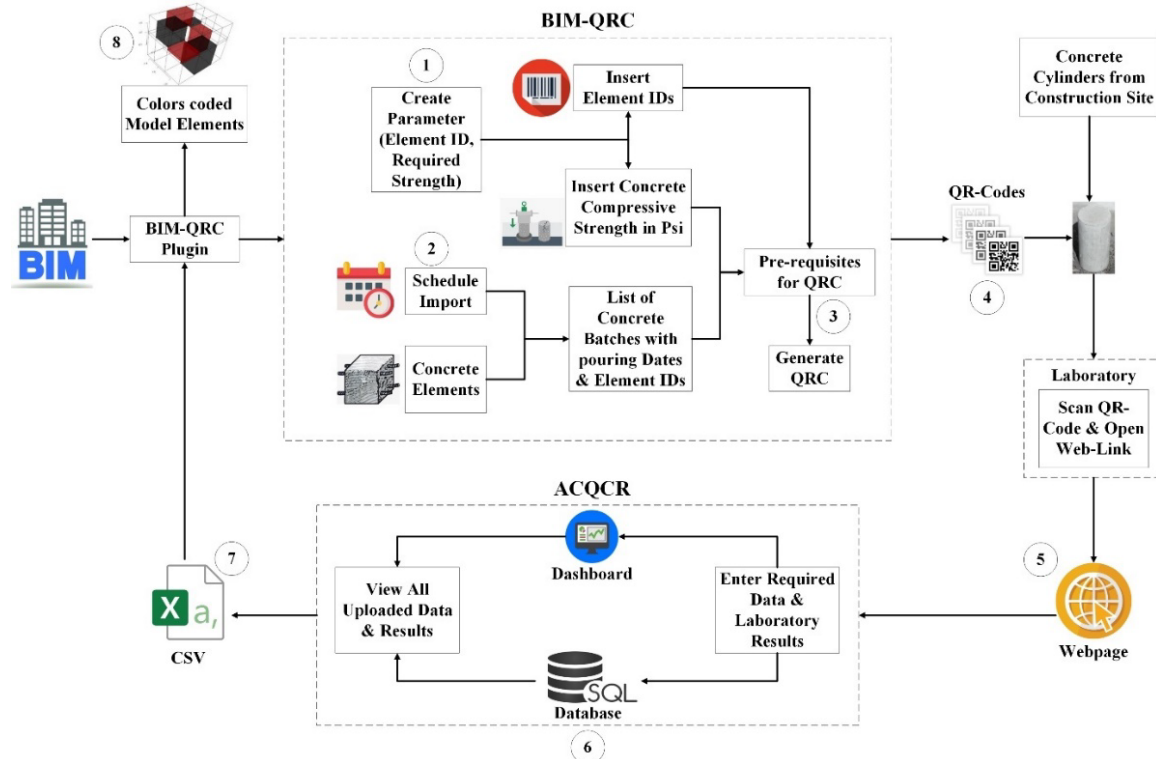 BIM-QRC
8
1
Create
Parameter
(Element ID,
Required
Strength)
Insert
Element IDs
Concrete
Cylinders from
Construction Site
Colors coded
Model Elements
Insert Concrete
Compressive
Strength in Psi
QR-Codes
BIM
BIM-QRC
Plugin
2
Schedule
Import
Pre-requisites
for QRC
4
List of
Concrete
Batches with
pouring Dates
& Element IDs
3
Concrete
Elements
Generate
QRC
Laboratory
Scan QR-
Code & Open
Web-Link
ACQCR
7
X a,
CSV
View All
Uploaded Data
& Results
Dashboard
Enter Required
Data &
Laboratory
Results
5
Webpage
SQL
Database
6